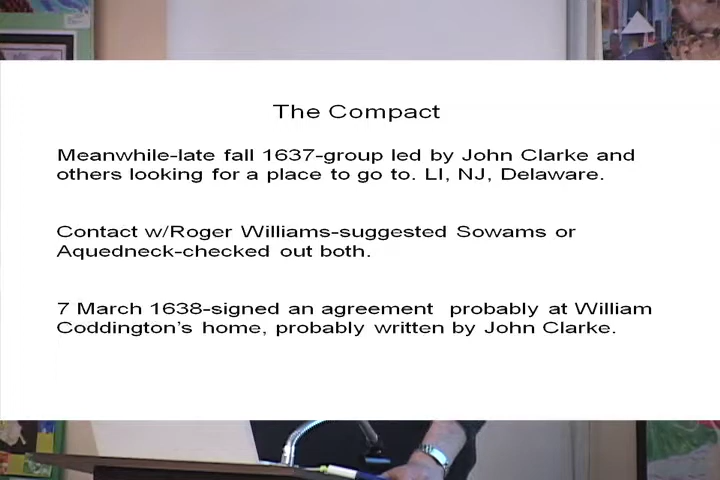 The Compact
Meanwhile-late fall 1637-group led by John Clarke and
others looking for a place to go to. LI, NJ, Delaware.
Contact w/Roger Williams-suggested Sowams or
Aquedneck-checked out both.
7 March 1638-signed an agreement  probably at William
Coddington's home, probably written by John Clarke.